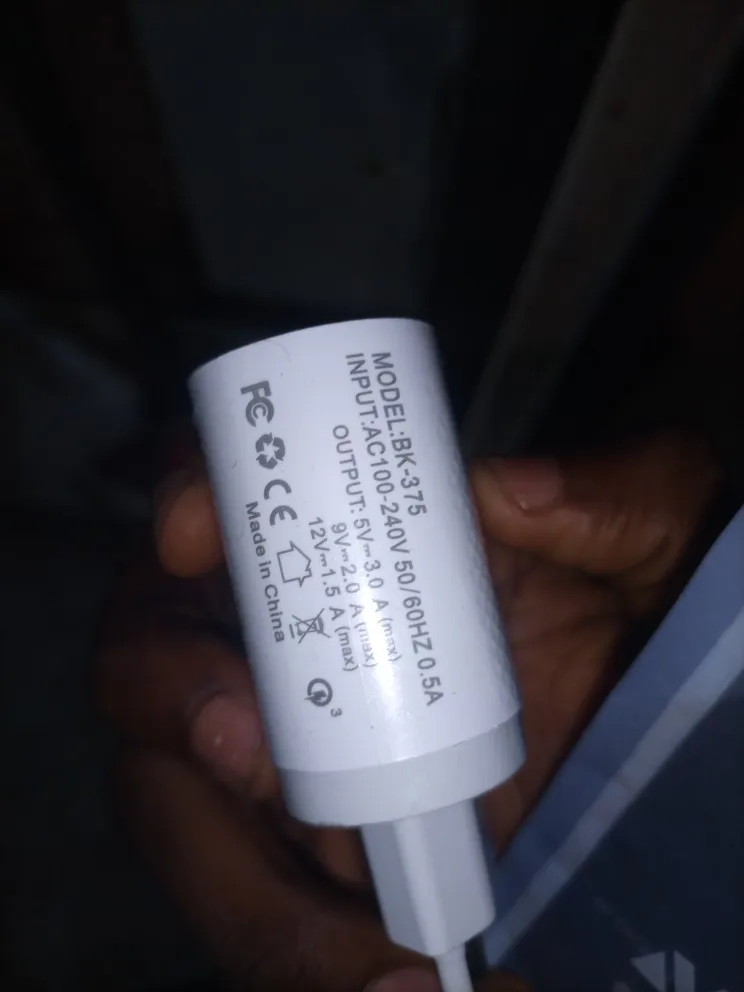 MODEL:BK-375
INPUT:AC100-240V 50/60HZ 0.5A
OUTPUT: 5V⎓3.0 A (max)
9V⎓2.0 A (max)
12V⎓1.5 A (max)
FC CE
Made in China
3